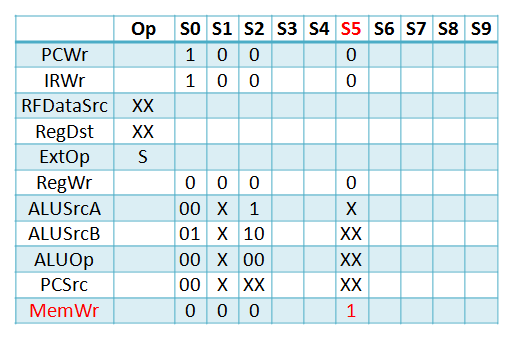 Op S0 S1 S2 S3 S4 S5 S6 S7 S8 S9
PCWr 1 0 0 0
IRWr 1 0 0 0
RFDataSrc XX
RegDst XX
ExtOp S
RegWr 0 0 0 0
ALUSrcA 00 X 1 X
ALUSrcB 01 X 10 XX
ALUOp 00 X 00 XX
PCSrc 00 X XX XX
MemWr 0 0 0 1